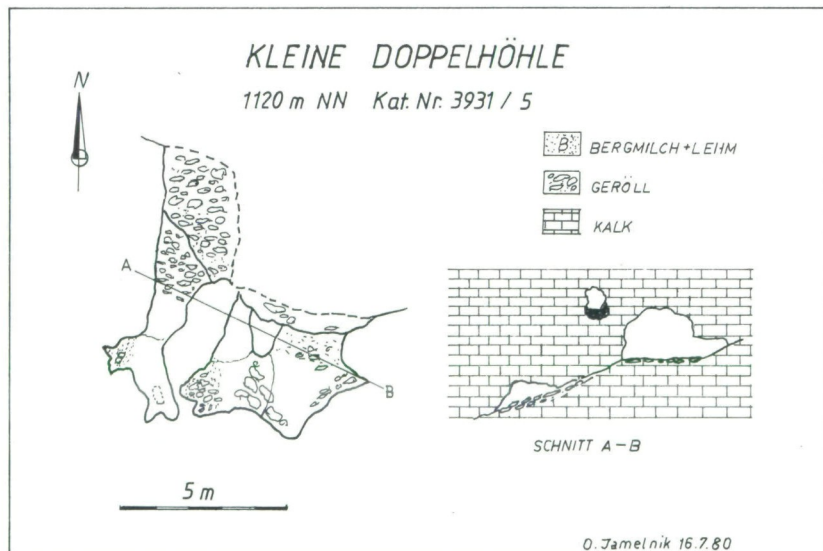 KLEINE DOPPELHÖHLE
1120 m NN Kat. Nr. 3931 / 5
N
B BERGMILCH+LEHM
GERÖLL
KALK
A
B
SCHNITT A-B
5 m
O. Jamelnik 16.7.80